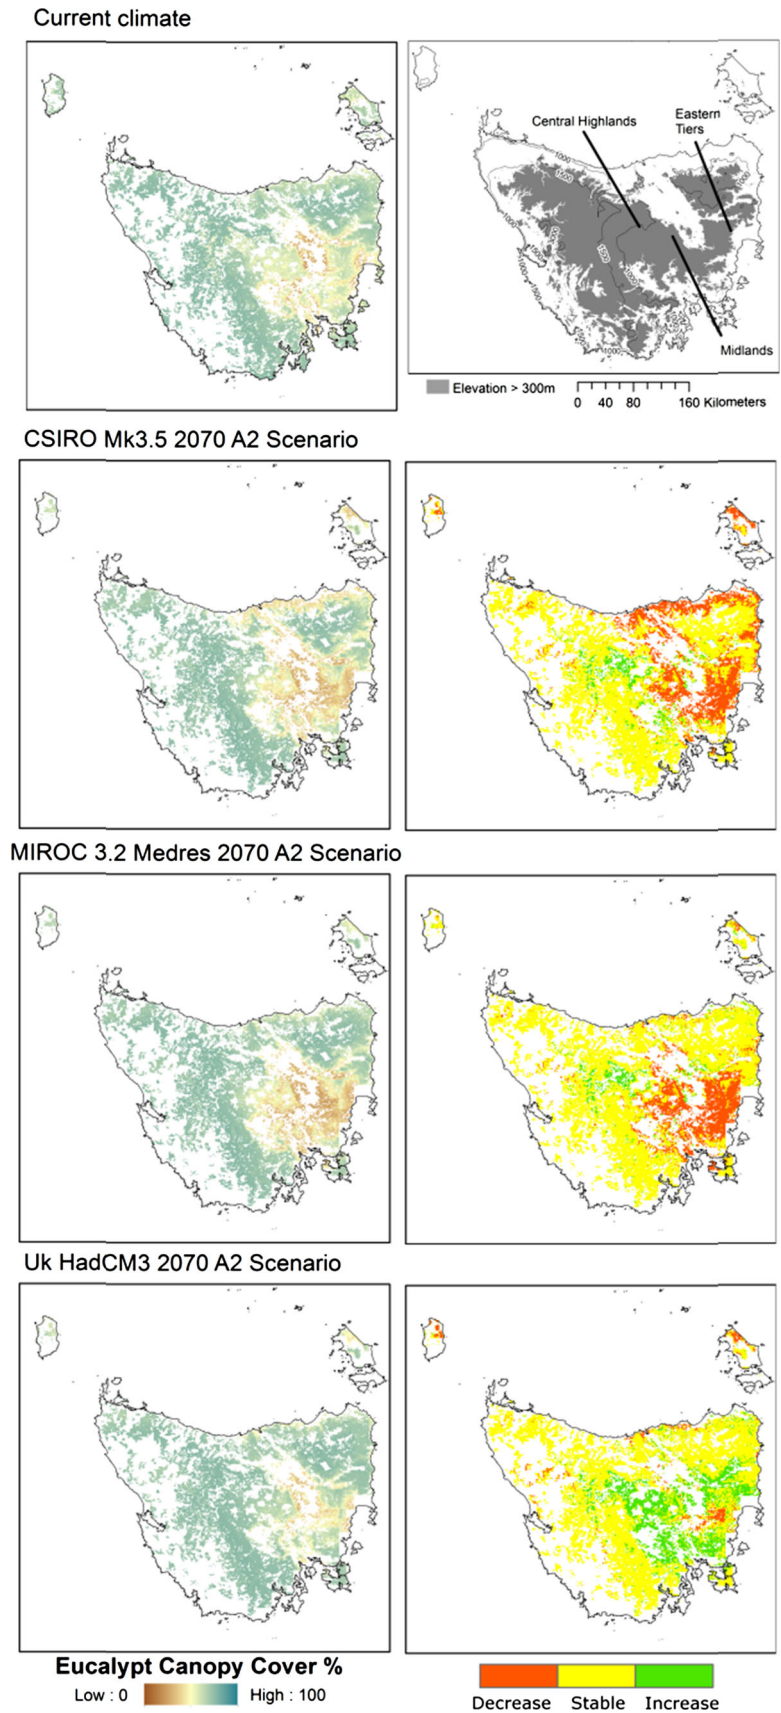 Current climate
Central Highlands
Eastern
Tiers
Midlands
Elevation > 300m
0 40 80 160 Kilometers
CSIRO Mk3.5 2070 A2 Scenario
MIROC 3.2 Medres 2070 A2 Scenario
Uk HadCM3 2070 A2 Scenario
Eucalypt Canopy Cover %
Low : 0
High : 100
Decrease Stable Increase